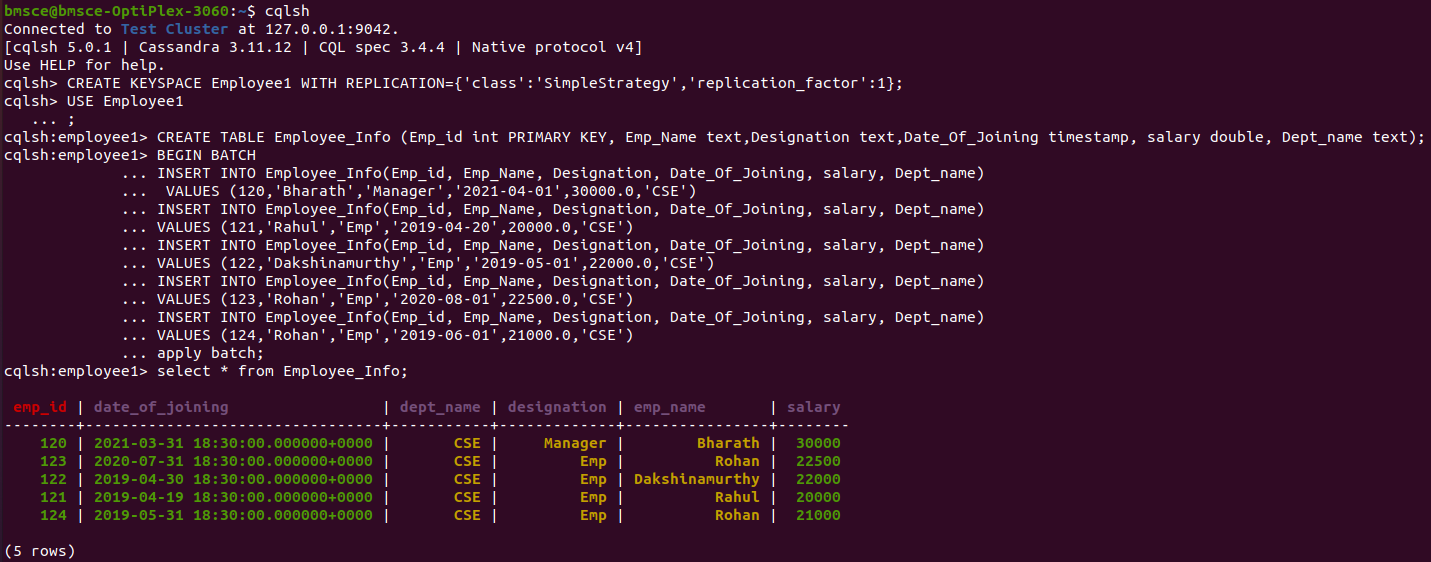 bmsce@bmsce-OptiPlex-3060:~$ cqlsh
Connected to Test Cluster at 127.0.0.1:9042.
[cqlsh 5.0.1 | Cassandra 3.11.12 | CQL spec 3.4.4 | Native protocol v4]
Use HELP for help.
cqlsh> CREATE KEYSPACE Employee1 WITH REPLICATION={'class':'SimpleStrategy','replication_factor':1};
cqlsh> USE Employee1
   ... ;
cqlsh:employee1> CREATE TABLE Employee_Info (Emp_id int PRIMARY KEY, Emp_Name text,Designation text,Date_Of_Joining timestamp, salary double, Dept_name text);
cqlsh:employee1> BEGIN BATCH
             ... INSERT INTO Employee_Info(Emp_id, Emp_Name, Designation, Date_Of_Joining, salary, Dept_name)
             ...  VALUES (120,'Bharath','Manager','2021-04-01',30000.0,'CSE')
             ... INSERT INTO Employee_Info(Emp_id, Emp_Name, Designation, Date_Of_Joining, salary, Dept_name)
             ... VALUES (121,'Rahul','Emp','2019-04-20',20000.0,'CSE')
             ... INSERT INTO Employee_Info(Emp_id, Emp_Name, Designation, Date_Of_Joining, salary, Dept_name)
             ... VALUES (122,'Dakshinamurthy','Emp','2019-05-01',22000.0,'CSE')
             ... INSERT INTO Employee_Info(Emp_id, Emp_Name, Designation, Date_Of_Joining, salary, Dept_name)
             ... VALUES (123,'Rohan','Emp','2020-08-01',22500.0,'CSE')
             ... INSERT INTO Employee_Info(Emp_id, Emp_Name, Designation, Date_Of_Joining, salary, Dept_name)
             ... VALUES (124,'Rohan','Emp','2019-06-01',21000.0,'CSE')
             ... apply batch;
cqlsh:employee1> select * from Employee_Info;
 emp_id | date_of_joining                 | dept_name | designation | emp_name       | salary
--------+---------------------------------+-----------+-------------+----------------+--------
    120 | 2021-03-31 18:30:00.000000+0000 |       CSE |     Manager |        Bharath |  30000
    123 | 2020-07-31 18:30:00.000000+0000 |       CSE |         Emp |          Rohan |  22500
    122 | 2019-04-30 18:30:00.000000+0000 |       CSE |         Emp | Dakshinamurthy |  22000
    121 | 2019-04-19 18:30:00.000000+0000 |       CSE |         Emp |          Rahul |  20000
    124 | 2019-05-31 18:30:00.000000+0000 |       CSE |         Emp |          Rohan |  21000
(5 rows)